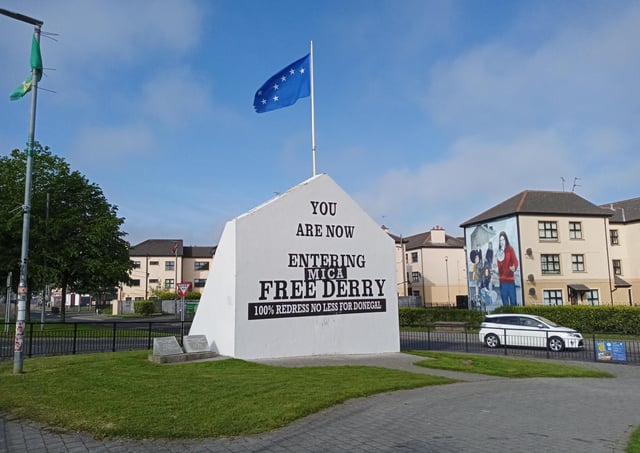 YOU
ARE NOW
ENTERING
MICA
FREE DERRY
100% REDRESS NO LESS FOR DONEGAL